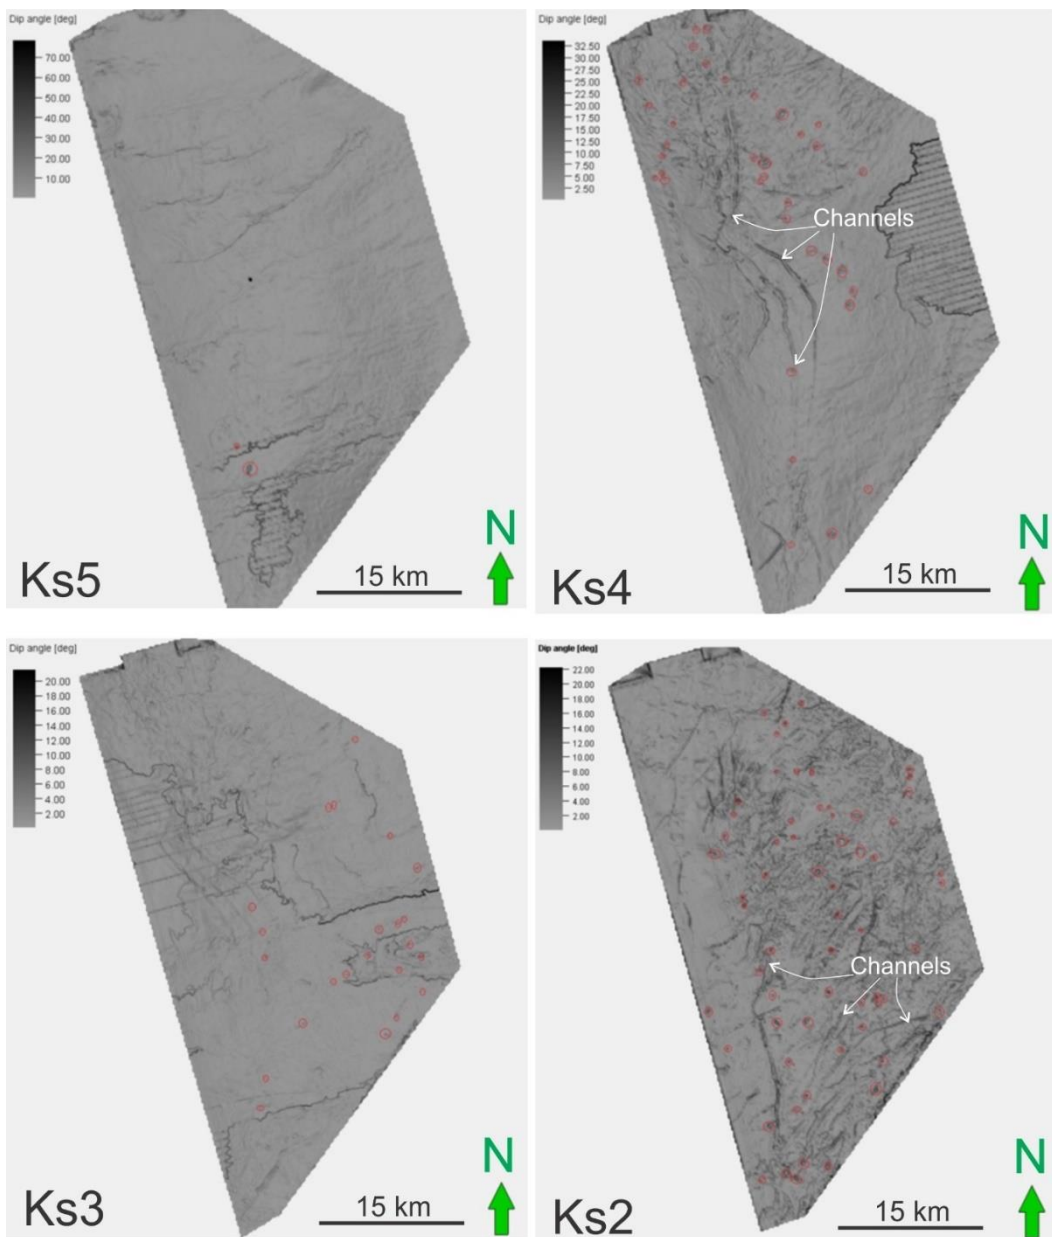 Dip angle [deg]
70.00
60.00
50.00
40.00
30.00
20.00
10.00
N
15 km
Ks5
Dip angle [deg]
32.50
30.00
27.50
25.00
22.50
20.00
17.50
15.00
12.50
10.00
7.50
5.00
2.50
Channels
N
15 km
Ks4
Dip angle [deg]
20.00
18.00
16.00
14.00
12.00
10.00
8.00
6.00
4.00
2.00
N
15 km
Ks3
Dip angle [deg]
22.00
20.00
18.00
16.00
14.00
12.00
10.00
8.00
6.00
4.00
2.00
Channels
N
15 km
Ks2